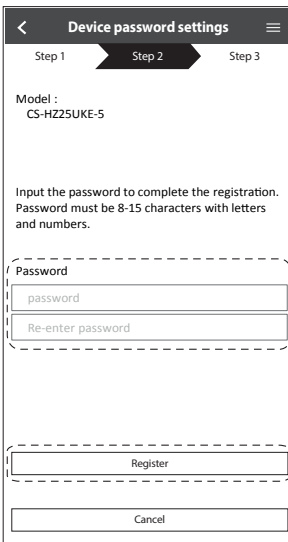 Device password settings
Step 1 Step 2 Step 3
Model :
CS-HZ25UKE-5
Input the password to complete the registration.
Password must be 8-15 characters with letters
and numbers.
Password
password
Re-enter password
Register
Cancel